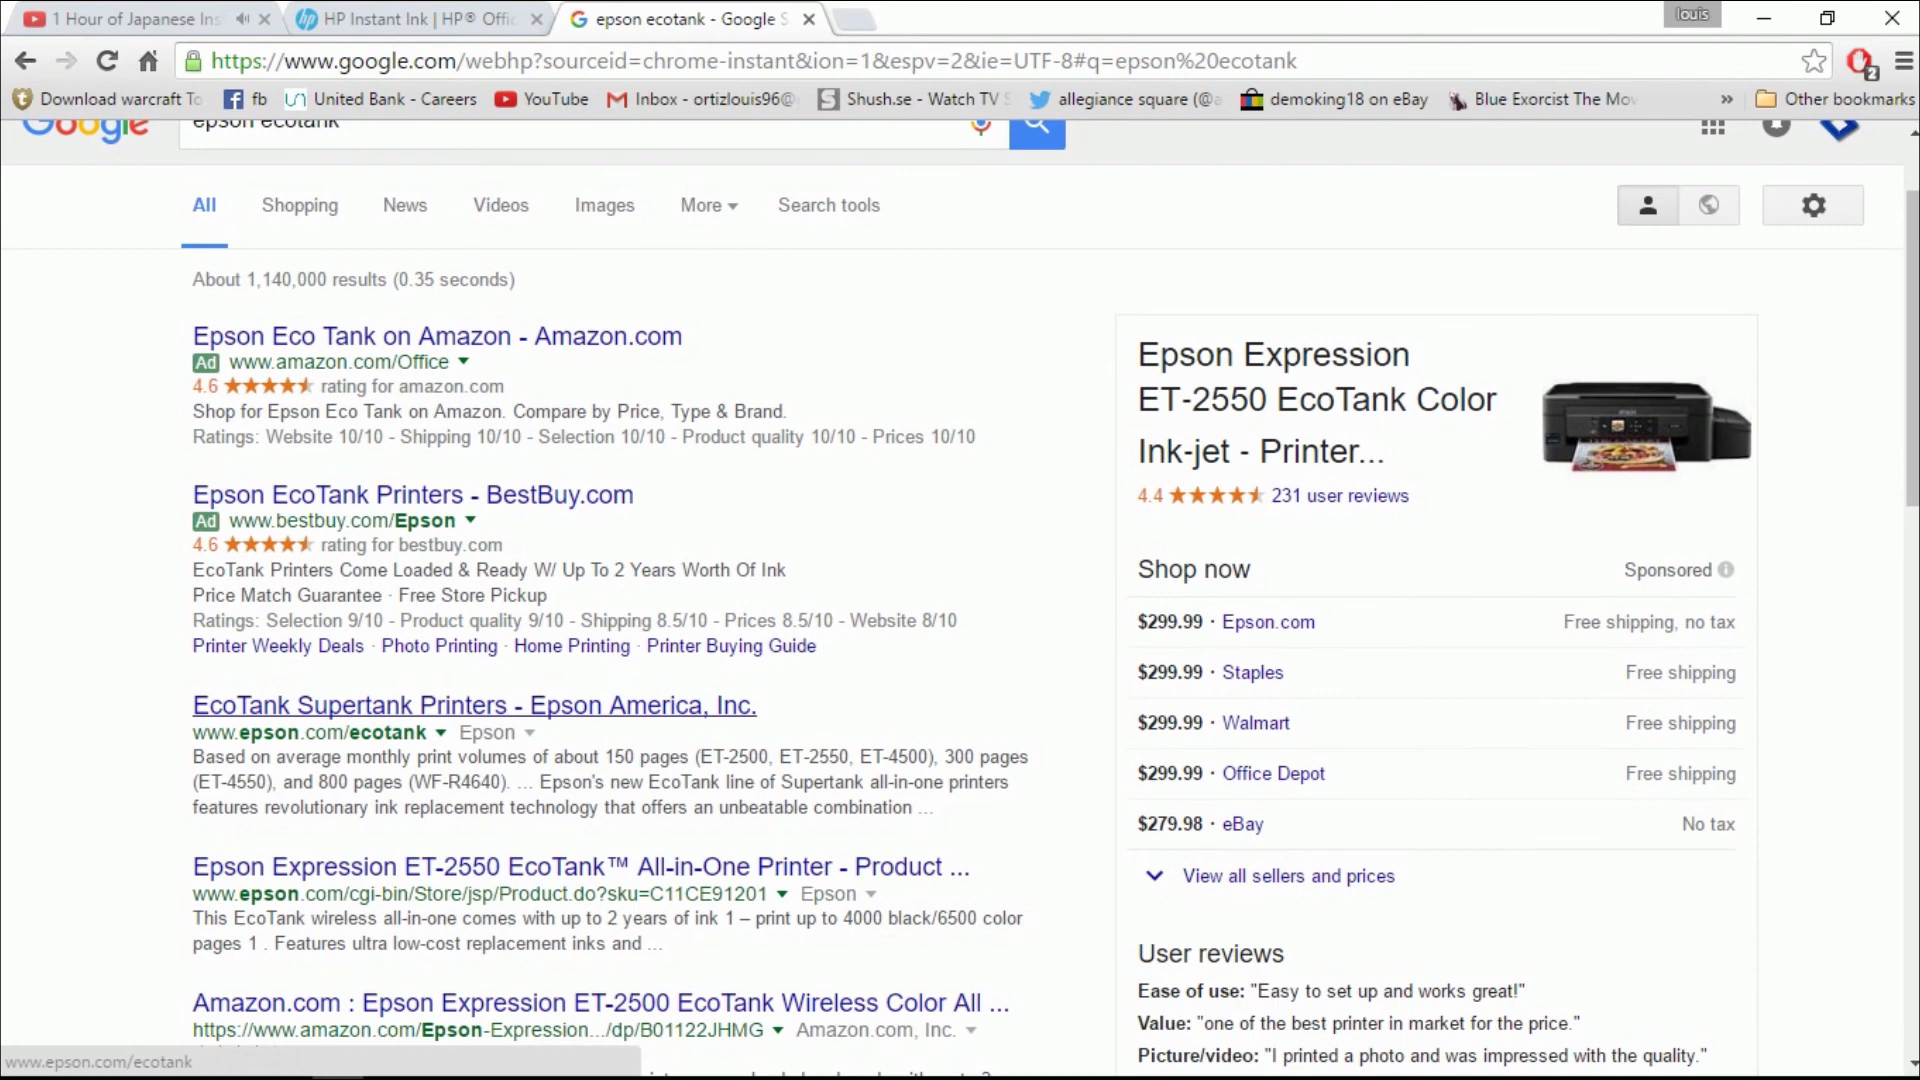 1 Hour of Japanese Ins
HP Instant Ink | HP® Offic
epson ecotank - Google S
louis
https://www.google.com/webhp?sourceid=chrome-instant&ion=1&espv=2&ie=UTF-8#q=epson%20ecotank
2
Download warcraft To
fb
United Bank - Careers
YouTube
Inbox - ortizlouis96@
Shush.se - Watch TV S
allegiance square (@a
demoking18 on eBay
Blue Exorcist The Mov
»
Other bookmarks
Google
epson ecotank
All
Shopping
News
Videos
Images
More
Search tools
About 1,140,000 results (0.35 seconds)
Epson Eco Tank on Amazon - Amazon.com
Ad www.amazon.com/Office
4.6 ★★★★★ rating for amazon.com
Shop for Epson Eco Tank on Amazon. Compare by Price, Type & Brand.
Ratings: Website 10/10 - Shipping 10/10 - Selection 10/10 - Product quality 10/10 - Prices 10/10
Epson EcoTank Printers - BestBuy.com
Ad www.bestbuy.com/Epson
4.6 ★★★★★ rating for bestbuy.com
EcoTank Printers Come Loaded & Ready W/ Up To 2 Years Worth Of Ink
Price Match Guarantee · Free Store Pickup
Ratings: Selection 9/10 - Product quality 9/10 - Shipping 8.5/10 - Prices 8.5/10 - Website 8/10
Printer Weekly Deals · Photo Printing · Home Printing · Printer Buying Guide
EcoTank Supertank Printers - Epson America, Inc.
www.epson.com/ecotank Epson
Based on average monthly print volumes of about 150 pages (ET-2500, ET-2550, ET-4500), 300 pages
(ET-4550), and 800 pages (WF-R4640). ... Epson's new EcoTank line of Supertank all-in-one printers
features revolutionary ink replacement technology that offers an unbeatable combination ...
Epson Expression ET-2550 EcoTank™ All-in-One Printer - Product ...
www.epson.com/cgi-bin/Store/jsp/Product.do?sku=C11CE91201 Epson
This EcoTank wireless all-in-one comes with up to 2 years of ink 1 – print up to 4000 black/6500 color
pages 1 . Features ultra low-cost replacement inks and ...
Amazon.com : Epson Expression ET-2500 EcoTank Wireless Color All ...
https://www.amazon.com/Epson-Expression.../dp/B01122JHMG Amazon.com, Inc.
www.epson.com/ecotank
Epson Expression
ET-2550 EcoTank Color
Ink-jet - Printer...
4.4 ★★★★★ 231 user reviews
Shop now
Sponsored
$299.99 · Epson.com Free shipping, no tax
$299.99 · Staples Free shipping
$299.99 · Walmart Free shipping
$299.99 · Office Depot Free shipping
$279.98 · eBay No tax
View all sellers and prices
User reviews
Ease of use: "Easy to set up and works great!"
Value: "one of the best printer in market for the price."
Picture/video: "I printed a photo and was impressed with the quality."